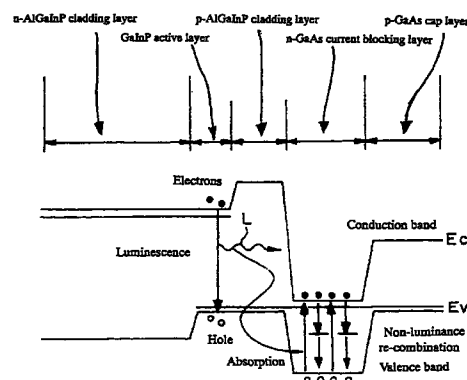 n-AlGaInP cladding layer
p-AlGaInP cladding layer
p-GaAs cap layer
GaInP active layer
n-GaAs current blocking layer
Electrons
L
Conduction band
Ec
Luminescence
Ev
Hole
Non-luminance
re-combination
Absorption
Valence band